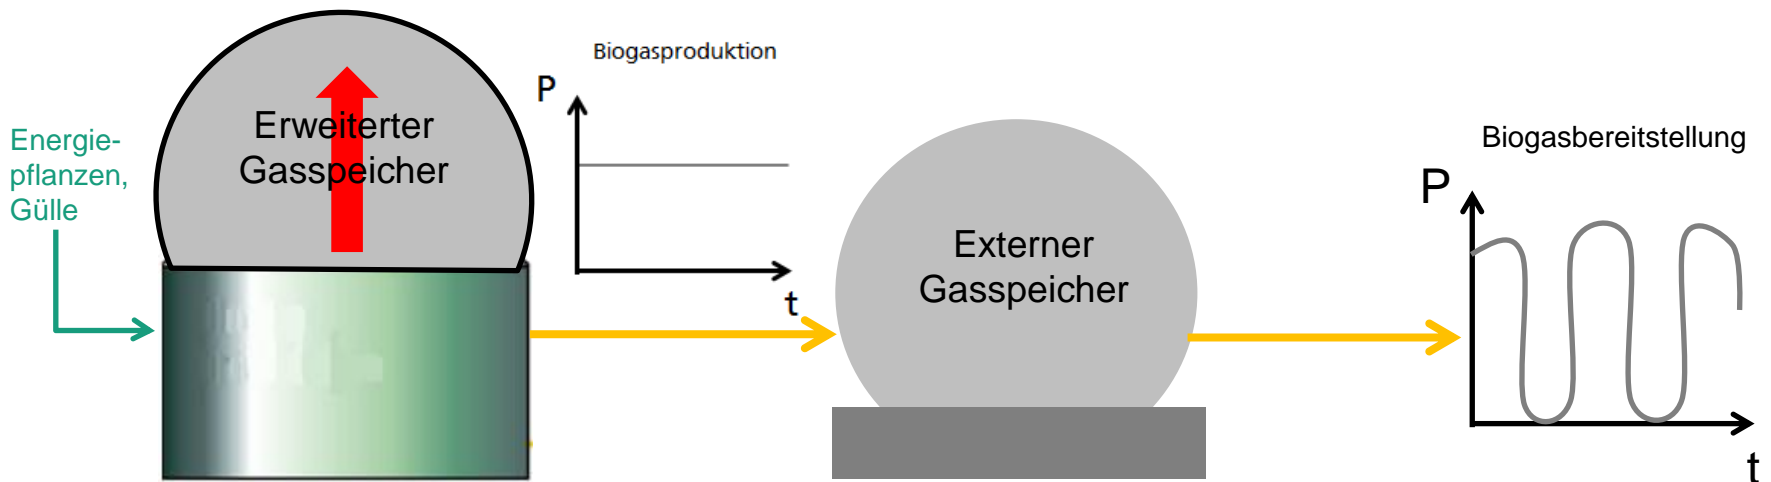 Energie-
pflanzen,
Gülle
Erweiterter
Gasspeicher
Biogasproduktion
P
t
Externer
Gasspeicher
Biogasbereitstellung
P
t